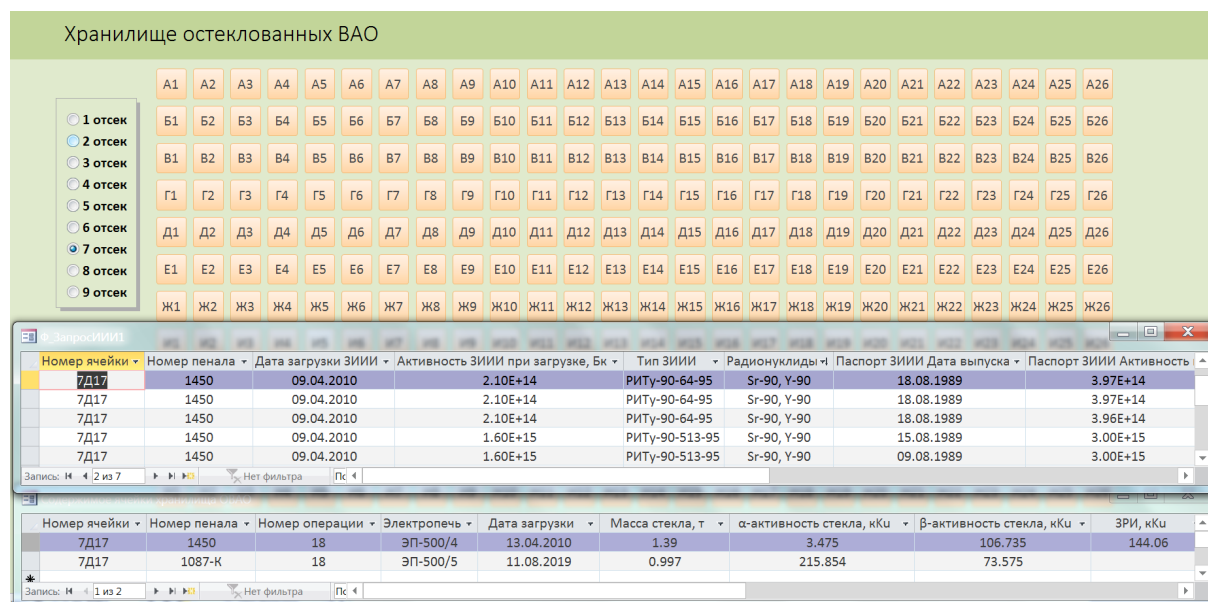 Хранилище остеклованных ВАО
А1 А2 А3 А4 А5 А6 А7 А8 А9 А10 А11 А12 А13 А14 А15 А16 А17 А18 А19 А20 А21 А22 А23 А24 А25 А26
Б1 Б2 Б3 Б4 Б5 Б6 Б7 Б8 Б9 Б10 Б11 Б12 Б13 Б14 Б15 Б16 Б17 Б18 Б19 Б20 Б21 Б22 Б23 Б24 Б25 Б26
В1 В2 В3 В4 В5 В6 В7 В8 В9 В10 В11 В12 В13 В14 В15 В16 В17 В18 В19 В20 В21 В22 В23 В24 В25 В26
Г1 Г2 Г3 Г4 Г5 Г6 Г7 Г8 Г9 Г10 Г11 Г12 Г13 Г14 Г15 Г16 Г17 Г18 Г19 Г20 Г21 Г22 Г23 Г24 Г25 Г26
Д1 Д2 Д3 Д4 Д5 Д6 Д7 Д8 Д9 Д10 Д11 Д12 Д13 Д14 Д15 Д16 Д17 Д18 Д19 Д20 Д21 Д22 Д23 Д24 Д25 Д26
Е1 Е2 Е3 Е4 Е5 Е6 Е7 Е8 Е9 Е10 Е11 Е12 Е13 Е14 Е15 Е16 Е17 Е18 Е19 Е20 Е21 Е22 Е23 Е24 Е25 Е26
Ж1 Ж2 Ж3 Ж4 Ж5 Ж6 Ж7 Ж8 Ж9 Ж10 Ж11 Ж12 Ж13 Ж14 Ж15 Ж16 Ж17 Ж18 Ж19 Ж20 Ж21 Ж22 Ж23 Ж24 Ж25 Ж26
1 отсек
2 отсек
3 отсек
4 отсек
5 отсек
6 отсек
7 отсек
8 отсек
9 отсек
Ф_ЗапросИИИ1
Номер ячейки Номер пенала Дата загрузки ЗИИИ Активность ЗИИИ при загрузке, Бк Тип ЗИИИ Радионуклиды Паспорт ЗИИИ Дата выпуска Паспорт ЗИИИ Активность
7Д17 1450 09.04.2010 2.10E+14 РИТу-90-64-95 Sr-90, Y-90 18.08.1989 3.97E+14
7Д17 1450 09.04.2010 2.10E+14 РИТу-90-64-95 Sr-90, Y-90 18.08.1989 3.97E+14
7Д17 1450 09.04.2010 2.10E+14 РИТу-90-64-95 Sr-90, Y-90 18.08.1989 3.96E+14
7Д17 1450 09.04.2010 1.60E+15 РИТу-90-513-95 Sr-90, Y-90 15.08.1989 3.00E+15
7Д17 1450 09.04.2010 1.60E+15 РИТу-90-513-95 Sr-90, Y-90 09.08.1989 3.00E+15
Запись: 2 из 7 Нет фильтра По
Номер ячейки Номер пенала Номер операции Электропечь Дата загрузки Масса стекла, т α-активность стекла, кКи β-активность стекла, кКи ЗРИ, кКи
7Д17 1450 18 ЭП-500/4 13.04.2010 1.39 3.475 106.735 144.06
7Д17 1087-К 18 ЭП-500/5 11.08.2019 0.997 215.854 73.575
Запись: 1 из 2 Нет фильтра По